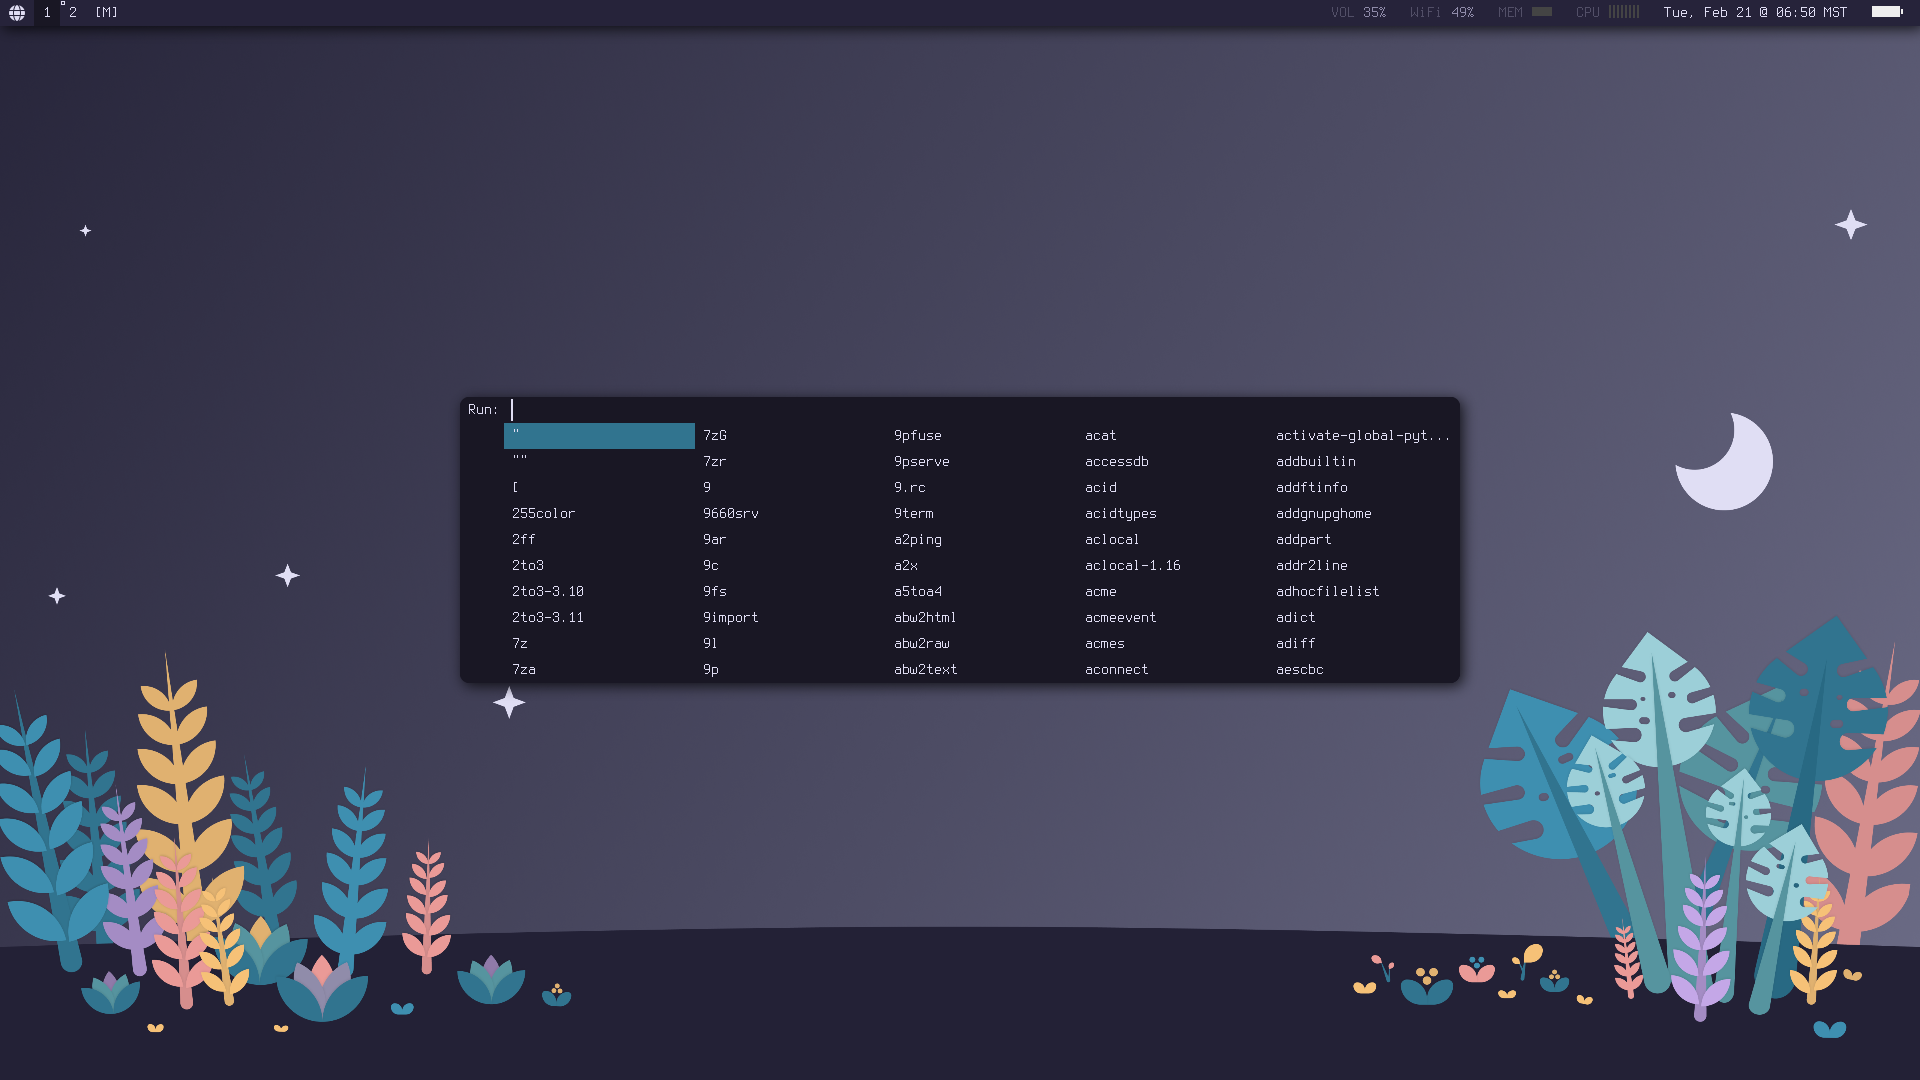 1 2 [M] VOL 35% WiFi 49% MEM CPU Tue, Feb 21 @ 06:50 MST
Run:
" 7zG 9pfuse acat activate-global-pyt...
"" 7zr 9pserve accessdb addbuiltin
[ 9 9.rc acid addftinfo
255color 9660srv 9term acidtypes addgnupghome
2ff 9ar a2ping aclocal addpart
2to3 9c a2x aclocal-1.16 addr2line
2to3-3.10 9fs a5toa4 acme adhocfilelist
2to3-3.11 9import abw2html acmeevent adict
7z 9l abw2raw acmes adiff
7za 9p abw2text aconnect aescbc